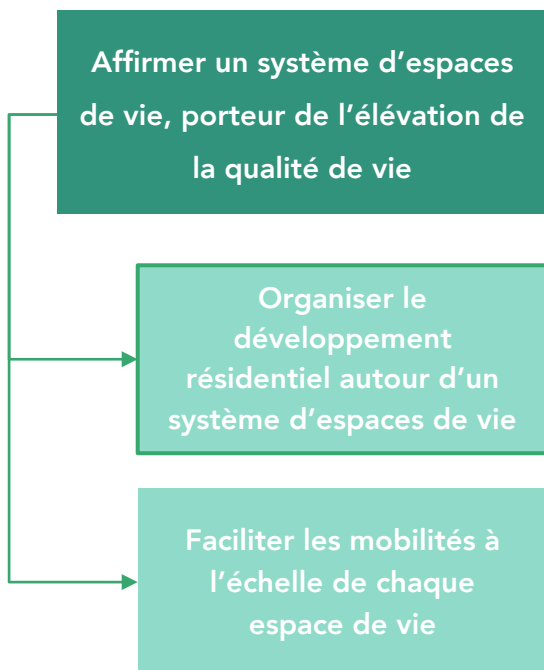 Affirmer un système d’espaces
de vie, porteur de l’élévation de
la qualité de vie
Organiser le
développement
résidentiel autour d’un
système d’espaces de vie
Faciliter les mobilités à
l’échelle de chaque
espace de vie